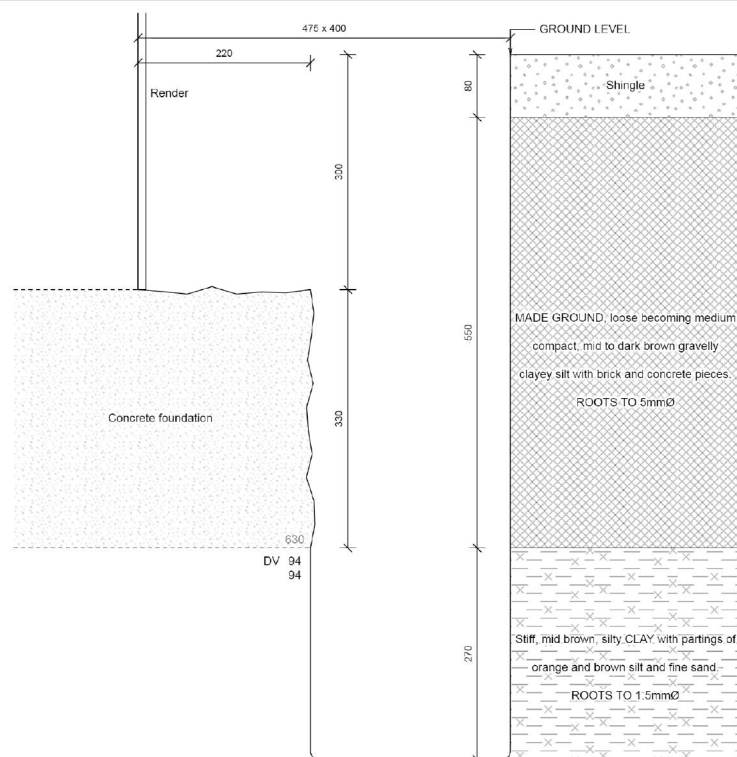 475 x 400
GROUND LEVEL
220
80
Shingle
Render
300
MADE GROUND, loose becoming medium
compact, mid to dark brown gravelly
clayey silt with brick and concrete pieces.
ROOTS TO 5mmØ
550
Concrete foundation
330
630
DV 94
94
Stiff, mid brown, silty CLAY with partings of
orange and brown silt and fine sand.
ROOTS TO 1.5mmØ
270